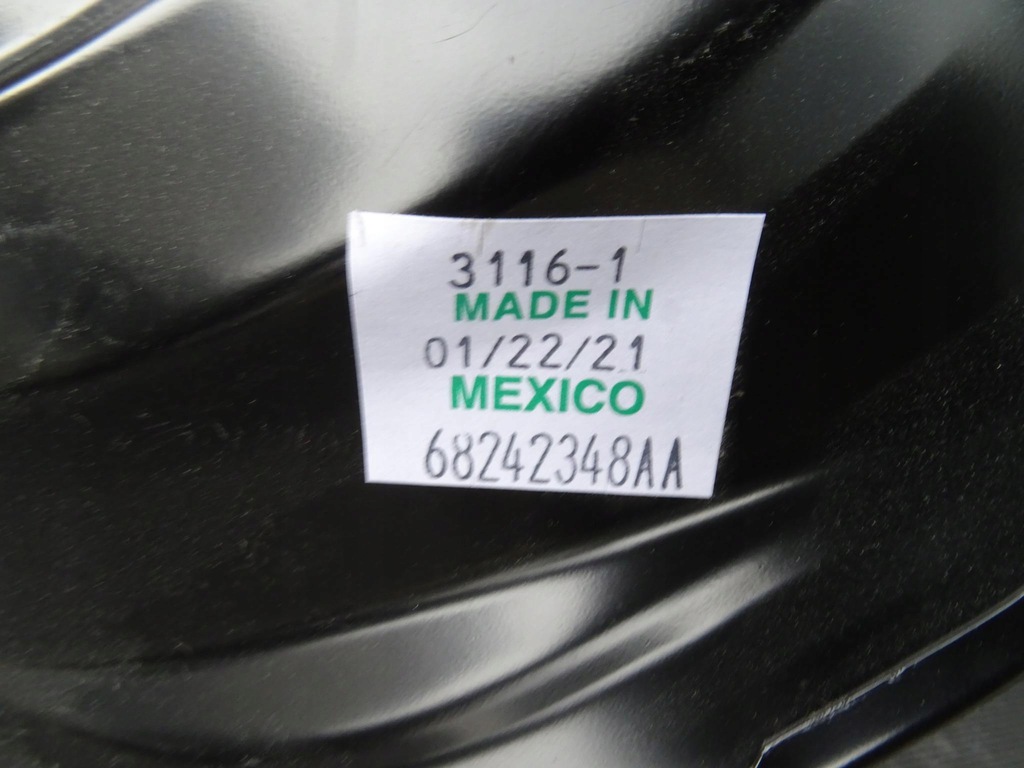 3116-1
MADE IN
01/22/21
MEXICO
68242348AA